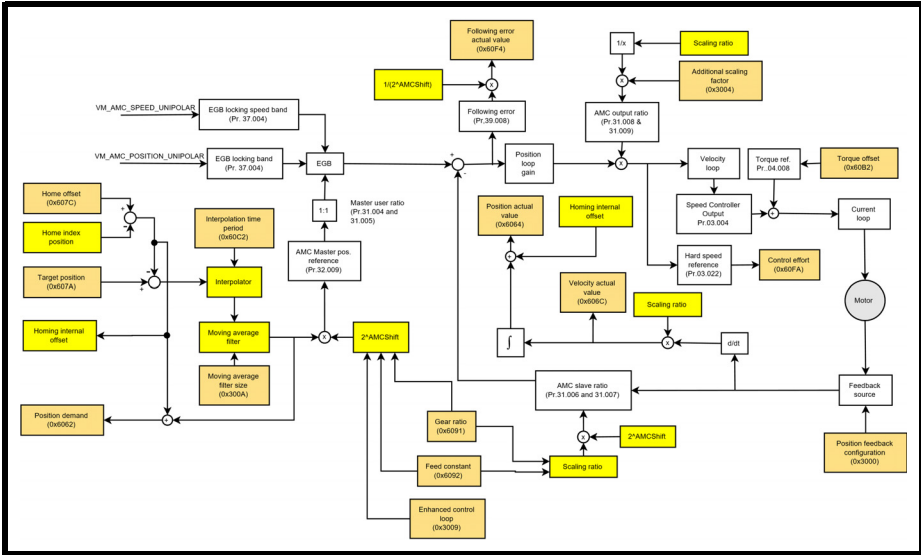 Following error
actual value
(0x60F4)
1/x
Scaling ratio
1/(2^AMCShift)
x
x
Additional scaling
factor
(0x3004)
VM_AMC_SPEED_UNIPOLAR
EGB locking speed band
(Pr. 37.004)
Following error
(Pr,39.008)
AMC output ratio
(Pr.31.008 &
31.009)
VM_AMC_POSITION_UNIPOLAR
EGB locking band
(Pr. 37.004)
EGB
+
-
Position
loop
gain
x
Velocity
loop
Torque ref.
Pr..04.008
Torque offset
(0x60B2)
Home offset
(0x607C)
+
-
Home index
position
1:1
Master user ratio
(Pr.31.004 and
31.005)
Speed Controller
Output
Pr.03.004
+
Current
loop
Interpolation time
period
(0x60C2)
Position actual
value
(0x6064)
Homing internal
offset
AMC Master pos.
reference
(Pr.32.009)
+
Hard speed
reference
(Pr.03.022)
Control effort
(0x60FA)
Target position
(0x607A)
-
+
Interpolator
Velocity actual
value
(0x606C)
Scaling ratio
Motor
Homing internal
offset
Moving average
filter
x
2^AMCShift
∫
x
d/dt
Moving average
filter size
(0x300A)
AMC slave ratio
(Pr.31.006 and 31.007)
Feedback
source
Position demand
(0x6062)
+
Gear ratio
(0x6091)
x
2^AMCShift
Feed constant
(0x6092)
Scaling ratio
Position feedback
configuration
(0x3000)
Enhanced control
loop
(0x3009)